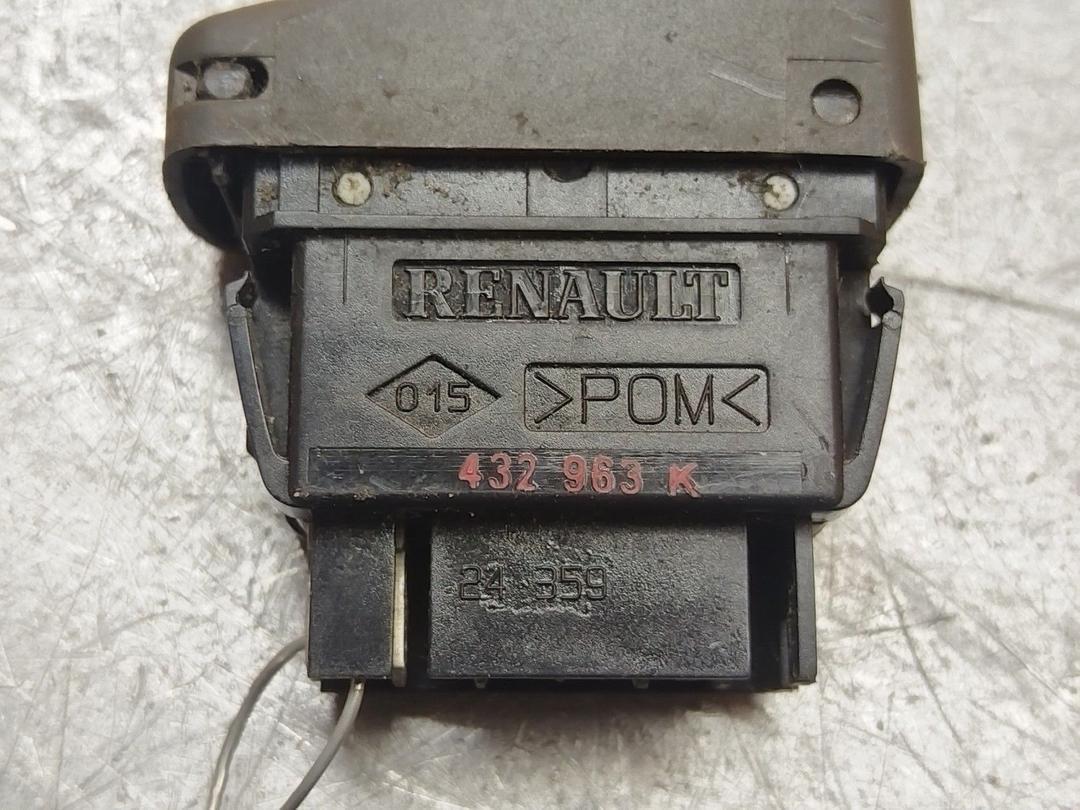 RENAULT
015 >POM<
432 963 K
24 359